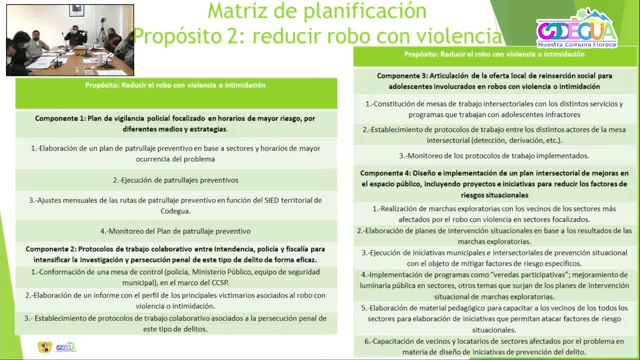 Matriz de planificación
Propósito 2: reducir robo con violencia
CODEGUA
Nuestra Comuna Florece
Propósito: Reducir el robo con violencia o intimidación
Componente 1: Plan de vigilancia policial focalizado en horarios de mayor riesgo, por
diferentes medios y estrategias.
1.-Elaboración de un plan de patrullaje preventivo en base a sectores y horarios de mayor
ocurrencia del problema
2.-Ejecución de patrullajes preventivos
3.-Ajustes mensuales de las rutas de patrullaje preventivo en función del SIED territorial de
Codegua.
4.-Monitoreo del Plan de patrullaje preventivo
Componente 2: Protocolos de trabajo colaborativo entre Intendencia, policía y fiscalía para
intensificar la investigación y persecución penal de este tipo de delito de forma eficaz.
1.-Conformación de una mesa de control (policía, Ministerio Público, equipo de seguridad
municipal), en el marco del CCSP.
2.-Elaboración de un informe con el perfil de los principales victimarios asociados al robo con
violencia o intimidación.
3.- Establecimiento de protocolos de trabajo colaborativo asociados a la persecución penal de
este tipo de delitos.
Propósito: Reducir el robo con violencia o intimidación
Componente 3: Articulación de la oferta local de reinserción social para
adolescentes involucrados en robos con violencia o intimidación
1.-Constitución de mesas de trabajo intersectoriales con los distintos servicios y
programas que trabajan con adolescentes infractores
2.-Establecimiento de protocolos de trabajo entre los distintos actores de la mesa
intersectorial (detección, derivación, etc.).
3.-Monitoreo de los protocolos de trabajo implementados.
Componente 4: Diseño e implementación de un plan intersectorial de mejoras en
el espacio público, incluyendo proyectos e iniciativas para reducir los factores de
riesgos situacionales
1.-Realización de marchas exploratorias con los vecinos de los sectores más
afectados por el robo con violencia en sectores focalizados.
2.-Elaboración de planes de intervención situacionales en base a los resultados de las
marchas exploratorias.
3.-Ejecución de iniciativas municipales e intersectoriales de prevención situacional
con el objeto de mitigar factores de riesgo específicos.
4.-Implementación de programas como “veredas participativas”; mejoramiento de
luminaria pública en sectores, otros temas que surjan de los planes de intervención
situacional de marchas exploratorias.
5.-Elaboración de material pedagógico para capacitar a los vecinos de todos los
sectores para elaboración de iniciativas que permitan atacar factores de riesgo
situacionales.
6.-Capacitación de vecinos y locatarios de sectores afectados por el problema en
materia de diseño de iniciativas de prevención del delito.